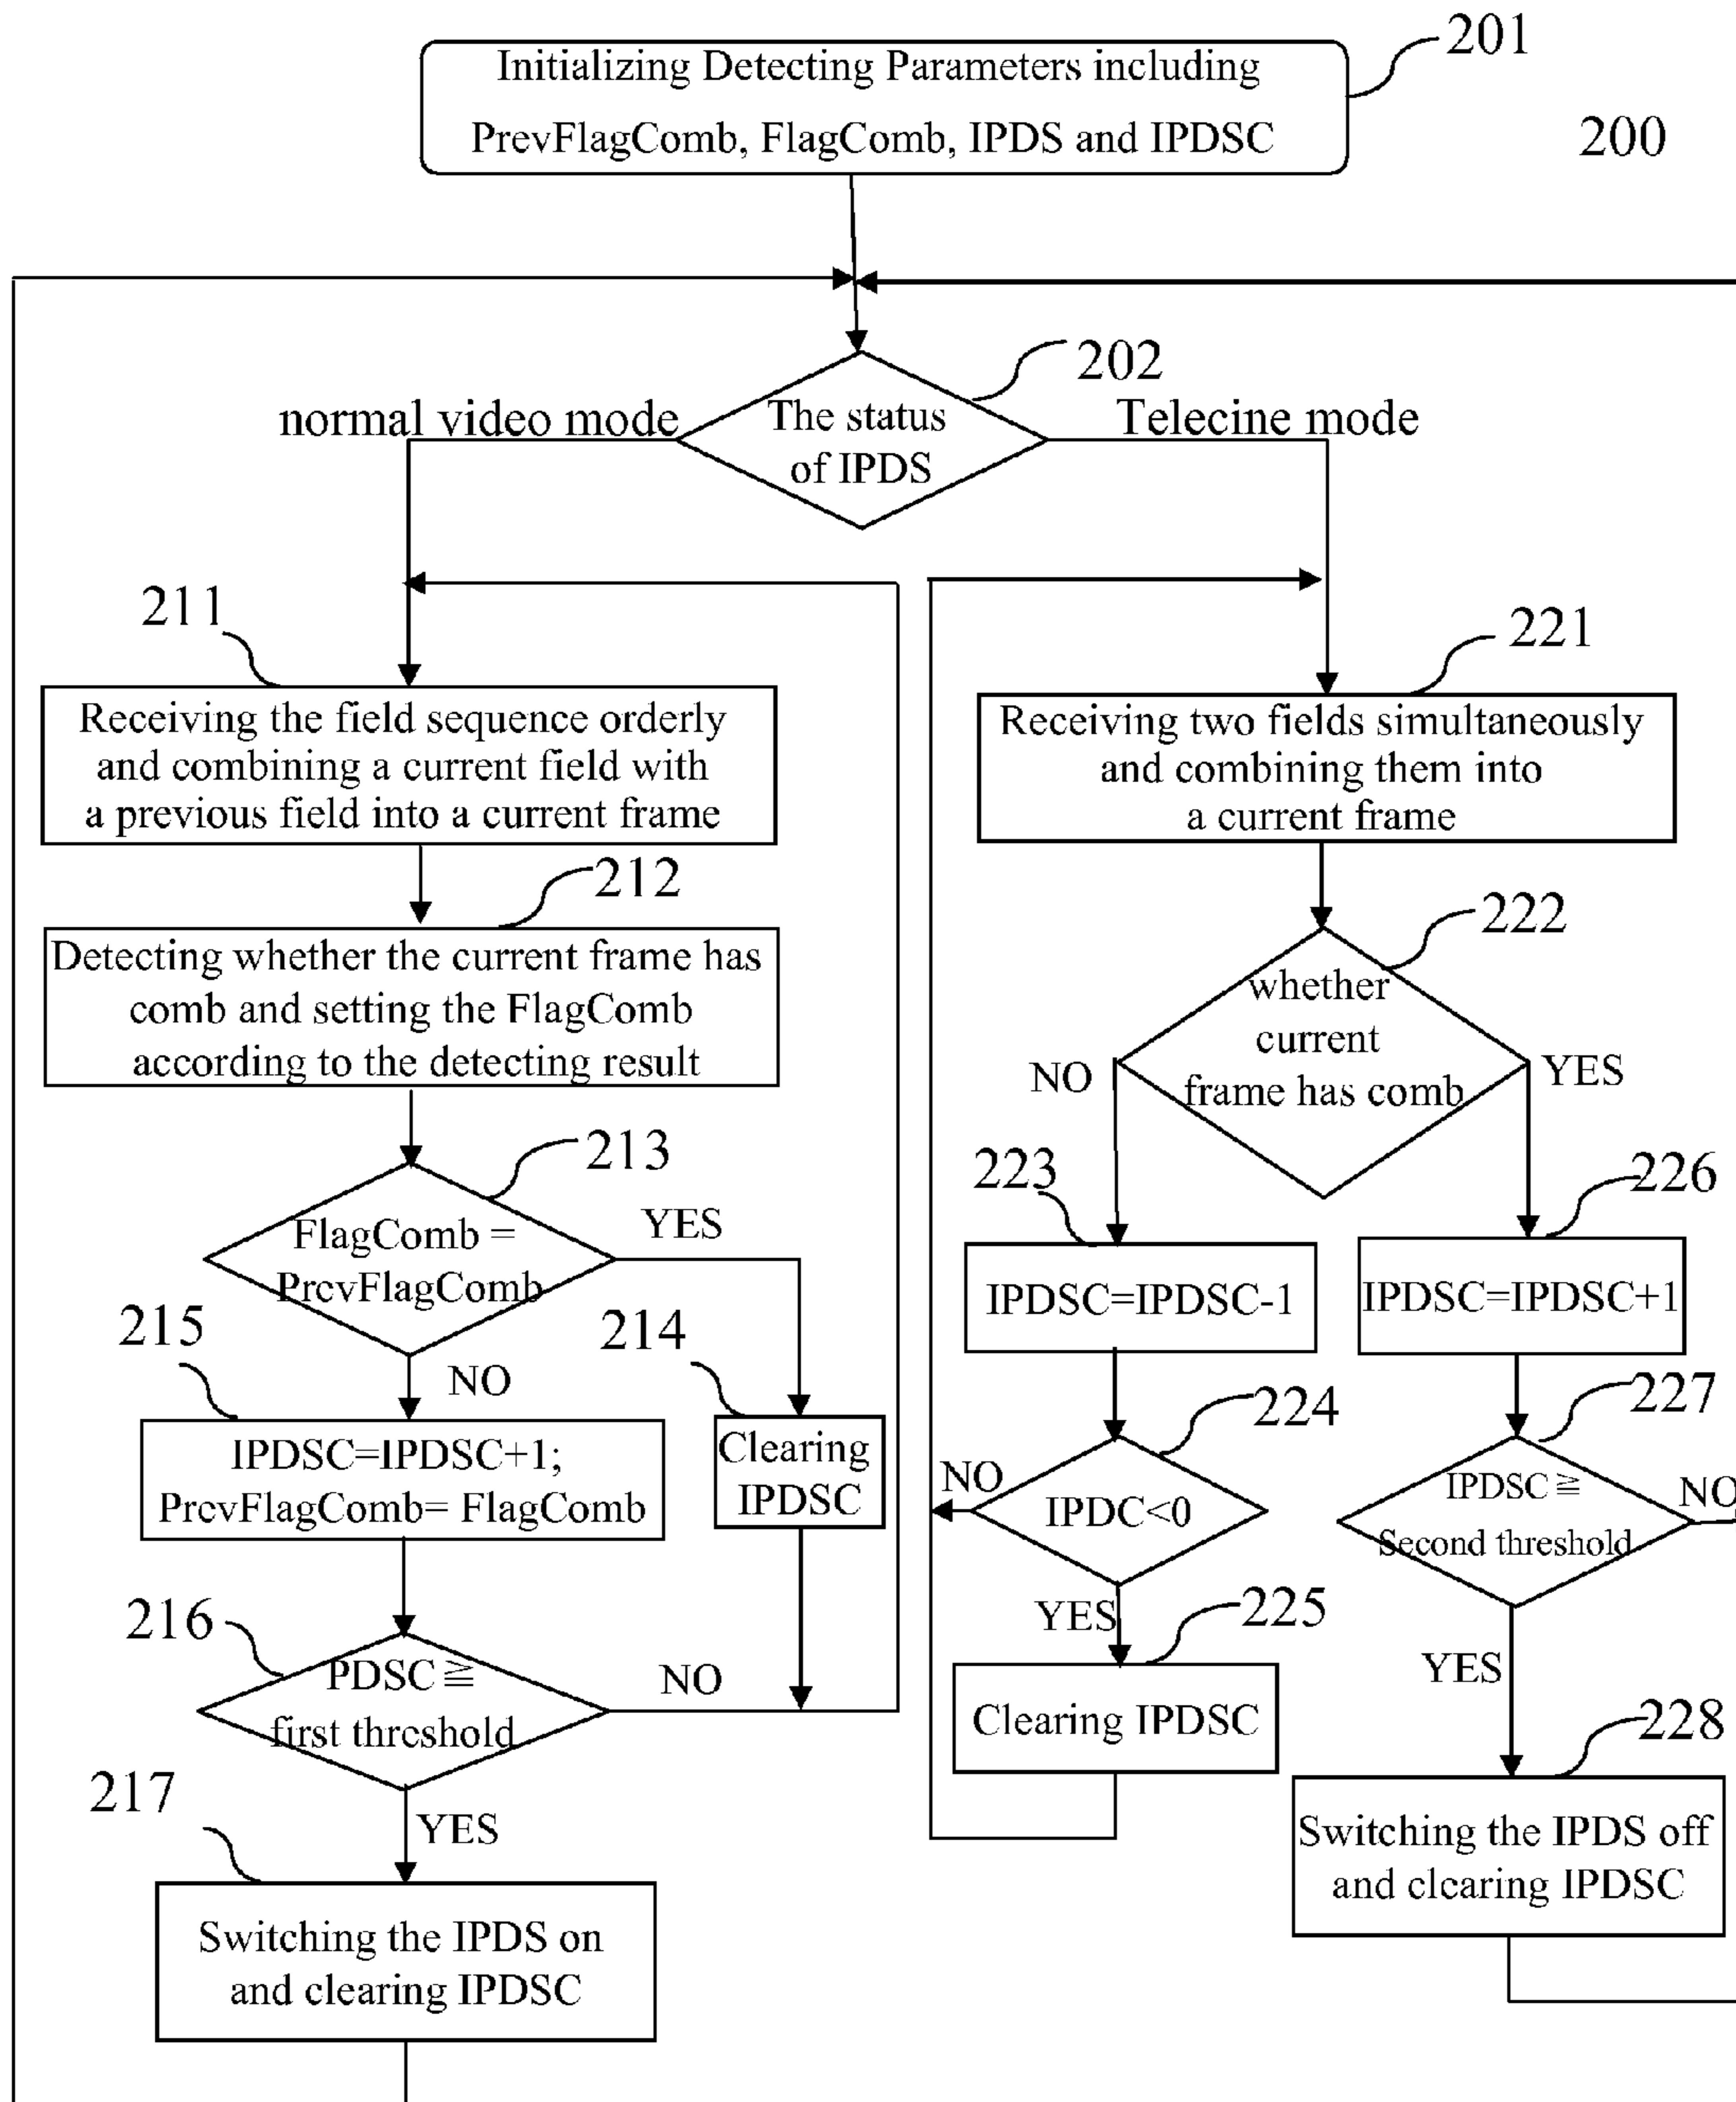 201
Initializing Detecting Parameters including
PrevFlagComb, FlagComb, IPDS and IPDSC
200
202
normal video mode
The status
of IPDS
Telecine mode
211
Receiving the field sequence orderly
and combining a current field with
a previous field into a current frame
212
Detecting whether the current frame has
comb and setting the FlagComb
according to the detecting result
213
FlagComb =
PrevFlagComb
YES
NO
214
Clearing
IPDSC
215
IPDSC=IPDSC+1;
PrevFlagComb= FlagComb
216
PDSC ≧
first threshold
NO
YES
217
Switching the IPDS on
and clearing IPDSC
221
Receiving two fields simultaneously
and combining them into
a current frame
222
whether
current
frame has comb
NO
YES
223
IPDSC=IPDSC-1
224
IPDC<0
NO
YES
225
Clearing IPDSC
226
IPDSC=IPDSC+1
227
IPDSC ≧
Second threshold
NO
YES
228
Switching the IPDS off
and clearing IPDSC